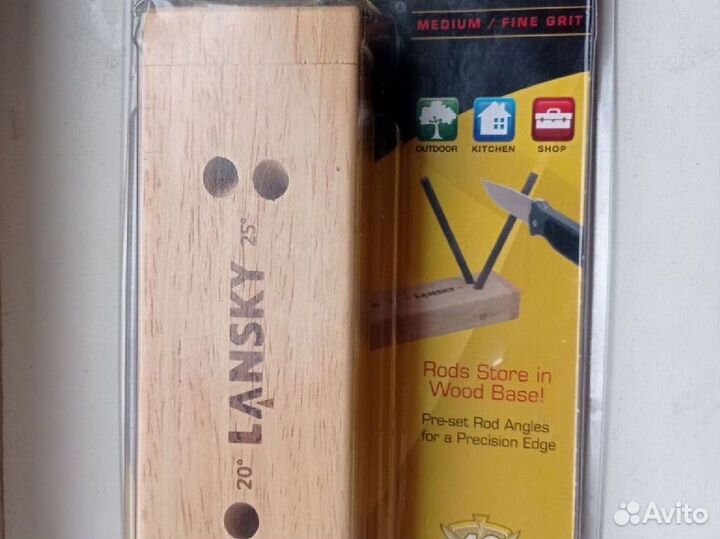 MEDIUM / FINE GRIT
OUTDOOR KITCHEN SHOP
25°
LANSKY
20°
LANSKY
Rods Store in
Wood Base!
Pre-set Rod Angles
for a Precision Edge
Avito